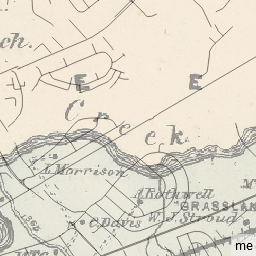 ch.
E E
Creek
A. Morrison
J. Rothwell
GRASSLAN
W. J. Stroud
C. Davis
me